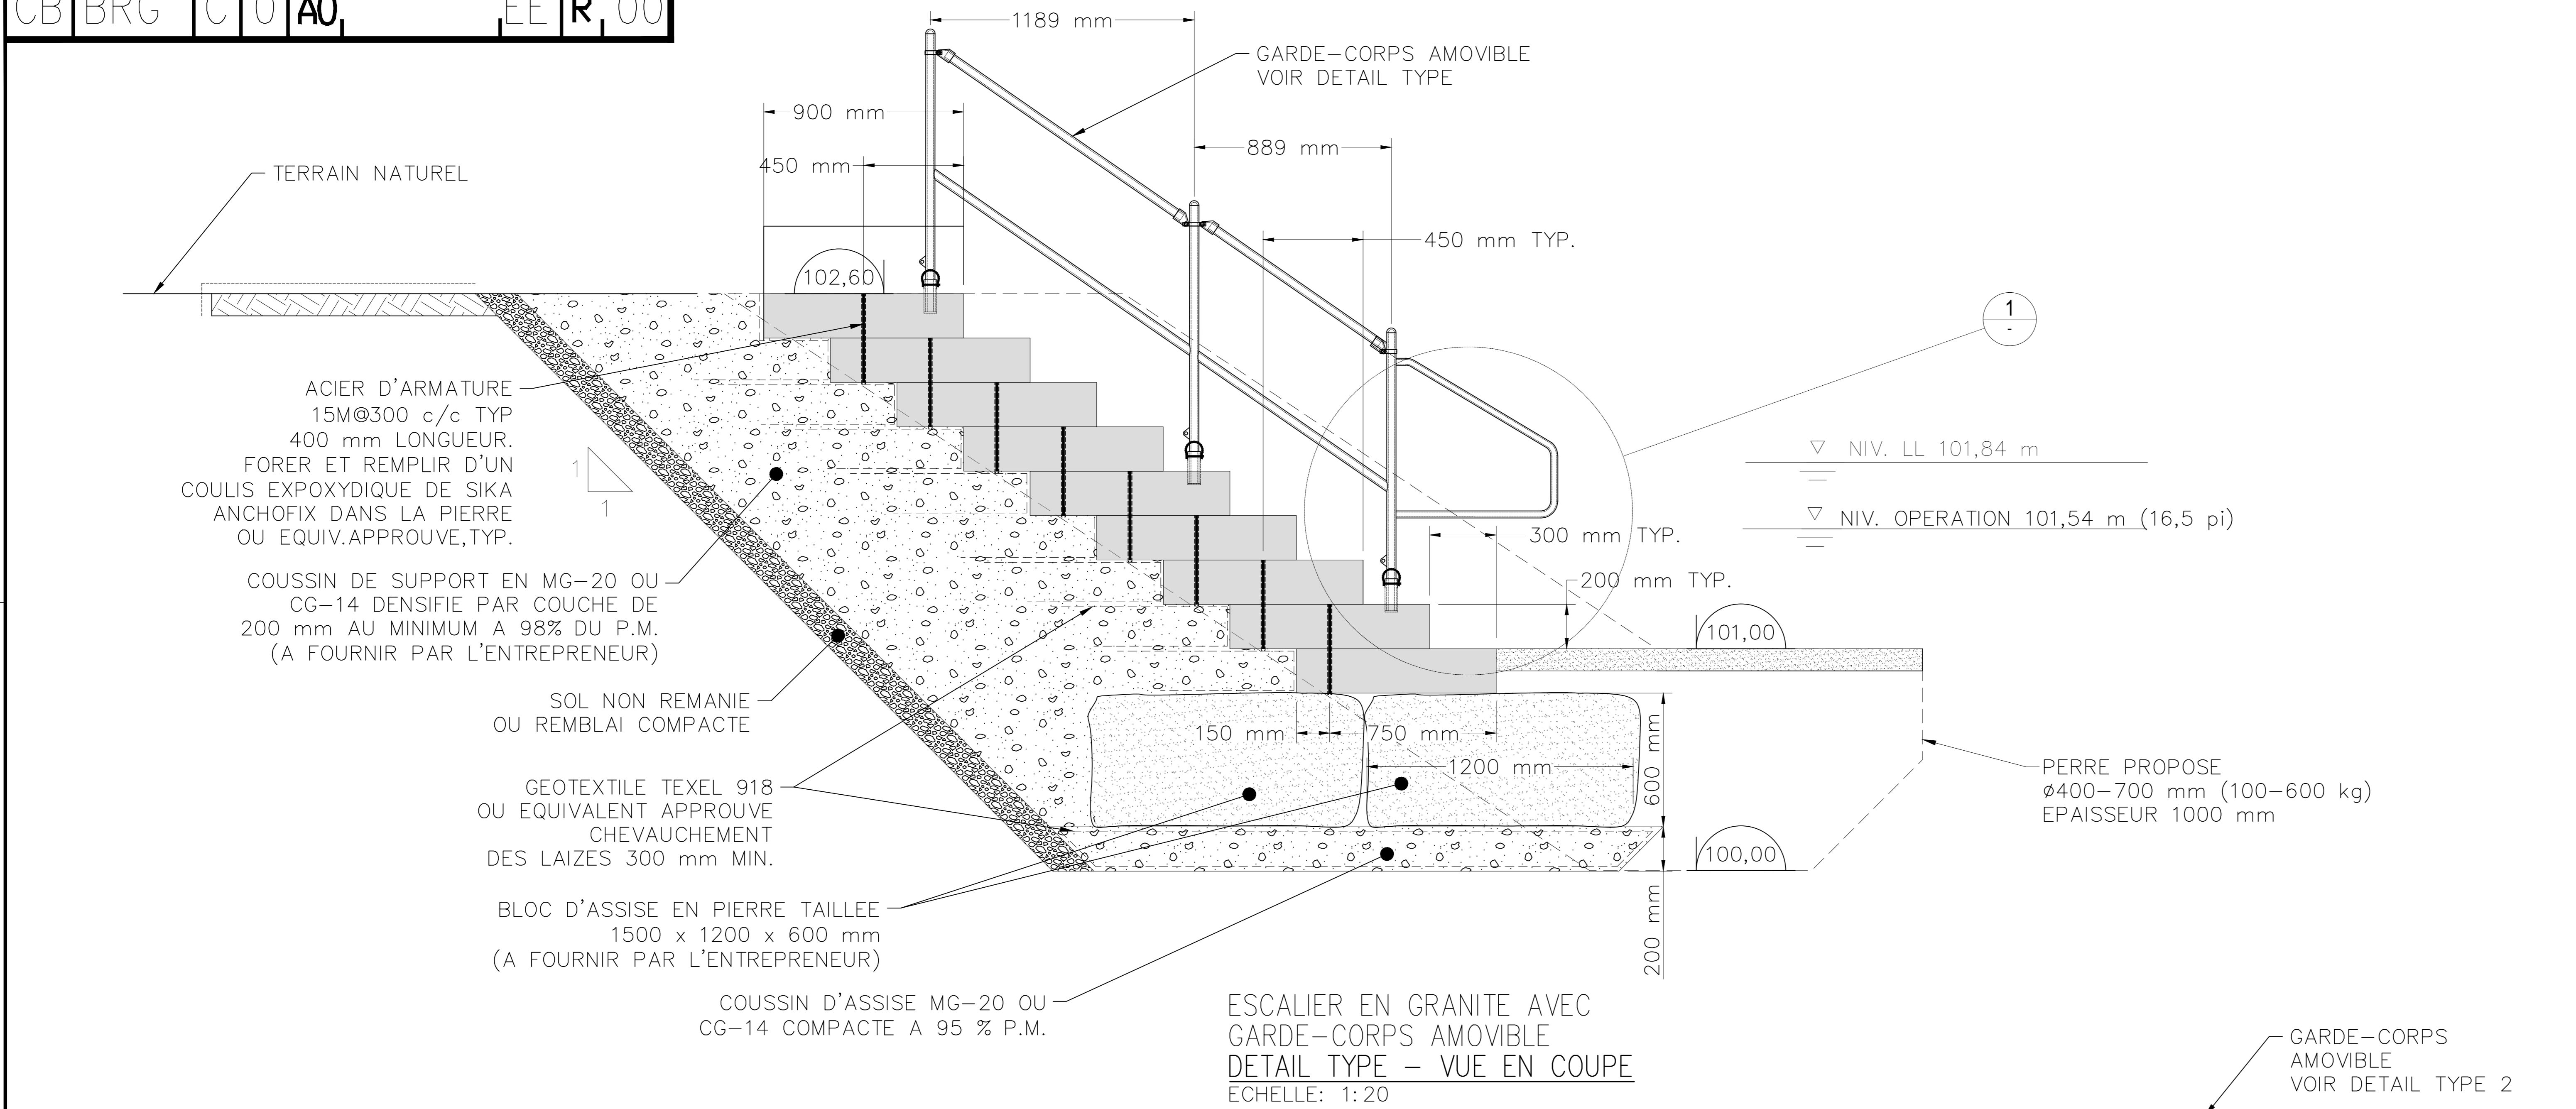 CB BRG C 0 A0 EE R 00
1189 mm
GARDE-CORPS AMOVIBLE
VOIR DETAIL TYPE
900 mm
889 mm
450 mm
TERRAIN NATUREL
450 mm TYP.
102,60
1
-
ACIER D'ARMATURE
15M@300 c/c TYP
400 mm LONGUEUR.
FORER ET REMPLIR D'UN
COULIS EXPOXYDIQUE DE SIKA
ANCHOFIX DANS LA PIERRE
OU EQUIV.APPROUVE,TYP.
1
1
NIV. LL 101,84 m
NIV. OPERATION 101,54 m (16,5 pi)
300 mm TYP.
200 mm TYP.
COUSSIN DE SUPPORT EN MG-20 OU
CG-14 DENSIFIE PAR COUCHE DE
200 mm AU MINIMUM A 98% DU P.M.
(A FOURNIR PAR L'ENTREPRENEUR)
101,00
SOL NON REMANIE
OU REMBLAI COMPACTE
150 mm
750 mm
1200 mm
600 mm
PERRE PROPOSE
ø400-700 mm (100-600 kg)
EPAISSEUR 1000 mm
GEOTEXTILE TEXEL 918
OU EQUIVALENT APPROUVE
CHEVAUCHEMENT
DES LAIZES 300 mm MIN.
100,00
200 mm
BLOC D'ASSISE EN PIERRE TAILLEE
1500 x 1200 x 600 mm
(A FOURNIR PAR L'ENTREPRENEUR)
COUSSIN D'ASSISE MG-20 OU
CG-14 COMPACTE A 95 % P.M.
ESCALIER EN GRANITE AVEC
GARDE-CORPS AMOVIBLE
DETAIL TYPE - VUE EN COUPE
ECHELLE: 1:20
GARDE-CORPS
AMOVIBLE
VOIR DETAIL TYPE 2